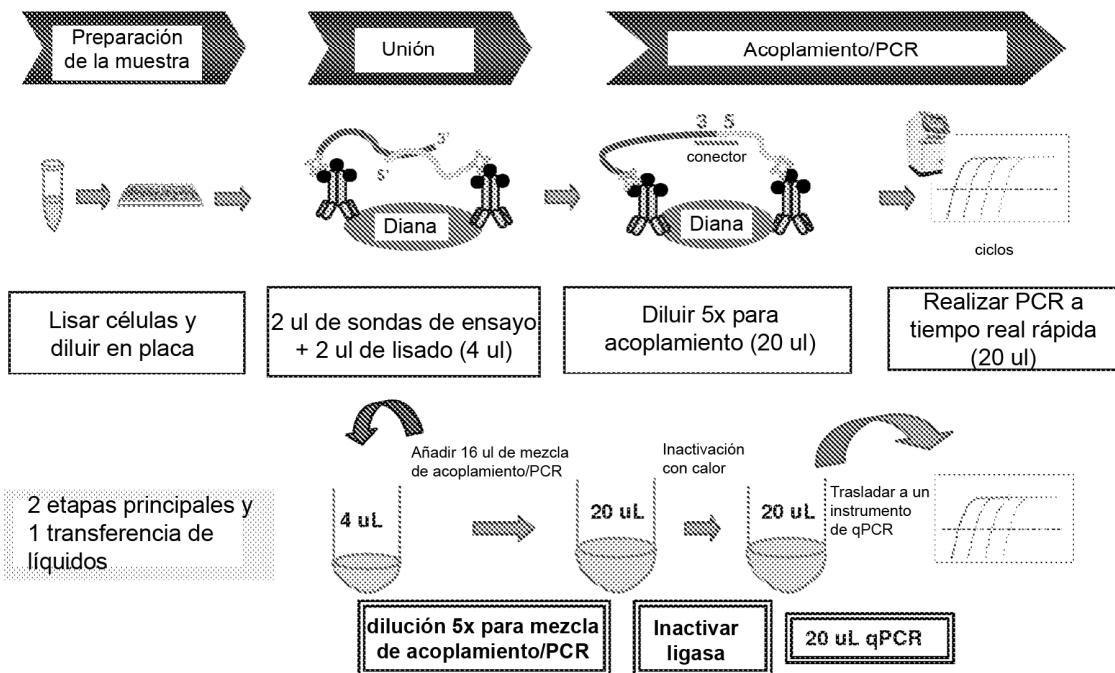 Preparación
de la muestra
Unión
Acoplamiento/PCR
3'
5'
Diana
3 5
conector
Diana
ciclos
Lisar células y
diluir en placa
2 ul de sondas de ensayo
+ 2 ul de lisado (4 ul)
Diluir 5x para
acoplamiento (20 ul)
Realizar PCR a
tiempo real rápida
(20 ul)
2 etapas principales y
1 transferencia de
líquidos
Añadir 16 ul de mezcla
de acoplamiento/PCR
Inactivación
con calor
Trasladar a un
instrumento
de qPCR
4 uL
20 uL
20 uL
dilución 5x para mezcla
de acoplamiento/PCR
Inactivar
ligasa
20 uL qPCR